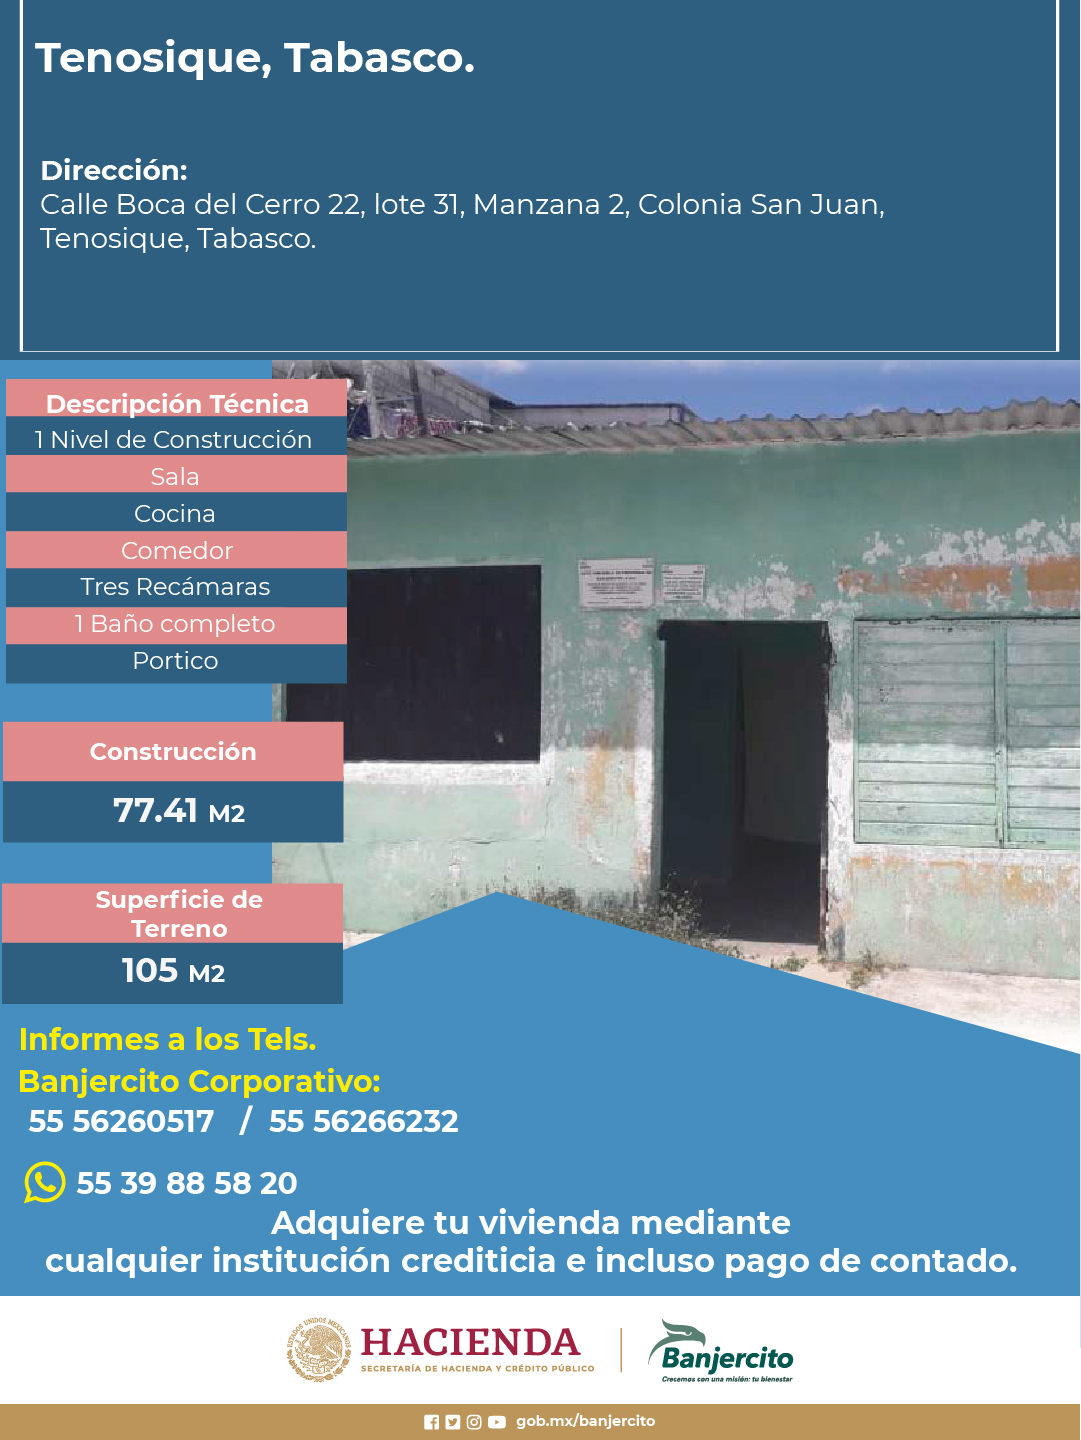 Tenosique, Tabasco.
Dirección:
Calle Boca del Cerro 22, lote 31, Manzana 2, Colonia San Juan,
Tenosique, Tabasco.
Descripción Técnica
1 Nivel de Construcción
Sala
Cocina
Comedor
Tres Recámaras
1 Baño completo
Portico
Construcción
77.41 M2
Superficie de
Terreno
105 M2
Informes a los Tels.
Banjercito Corporativo:
55 56260517 / 55 56266232
55 39 88 58 20
Adquiere tu vivienda mediante
cualquier institución crediticia e incluso pago de contado.
ESTADOS UNIDOS MEXICANOS
HACIENDA
SECRETARÍA DE HACIENDA Y CRÉDITO PÚBLICO
Banjercito
Crecemos con una misión: tu bienestar
gob.mx/banjercito